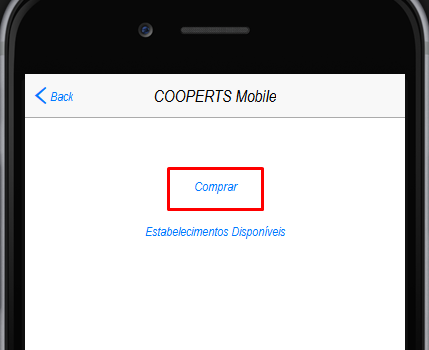 Back
COOPERTS Mobile
Comprar
Estabelecimentos Disponíveis